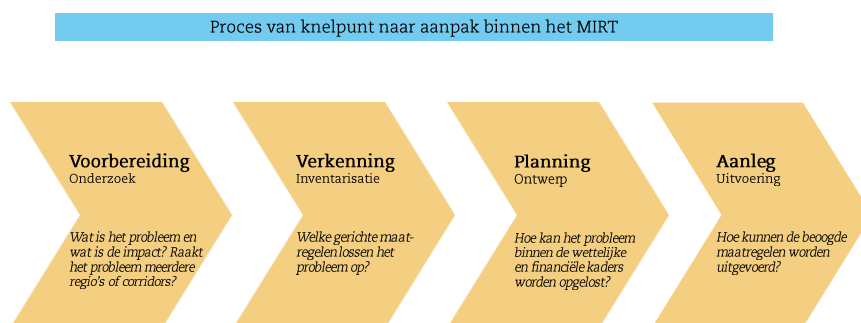 Proces van knelpunt naar aanpak binnen het MIRT
Voorbereiding
Onderzoek
Wat is het probleem en
wat is de impact? Raakt
het probleem meerdere
regio's of corridors?
Verkenning
Inventarisatie
Welke gerichte maat-
regelen lossen het
probleem op?
Planning
Ontwerp
Hoe kan het probleem
binnen de wettelijke
en financiële kaders
worden opgelost?
Aanleg
Uitvoering
Hoe kunnen de beoogde
maatregelen worden
uitgevoerd?